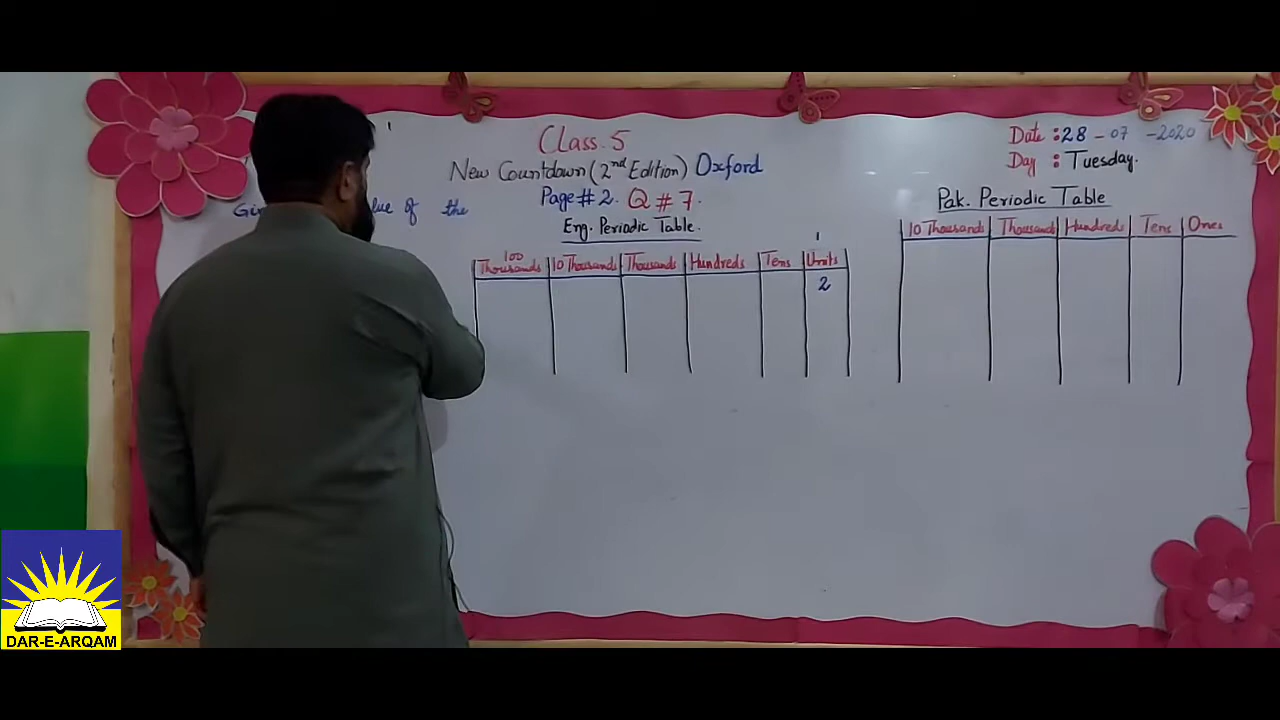 Class. 5
New Countdown (2nd Edition) Oxford
Page # 2. Q # 7.
Date : 28 - 07 - 2020
Day : Tuesday.
the
Eng. Periodic Table.
1
100 Thousands 10 Thousands Thousands Hundreds Tens Units
2
Pak. Periodic Table
10 Thousands Thousands Hundreds Tens Ones
DAR-E-ARQAM